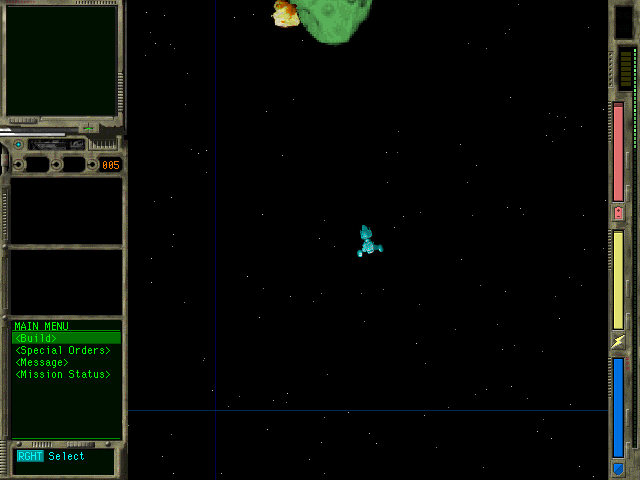 005
MAIN MENU
<Build>
<Special Orders>
<Message>
<Mission Status>
RGHT Select